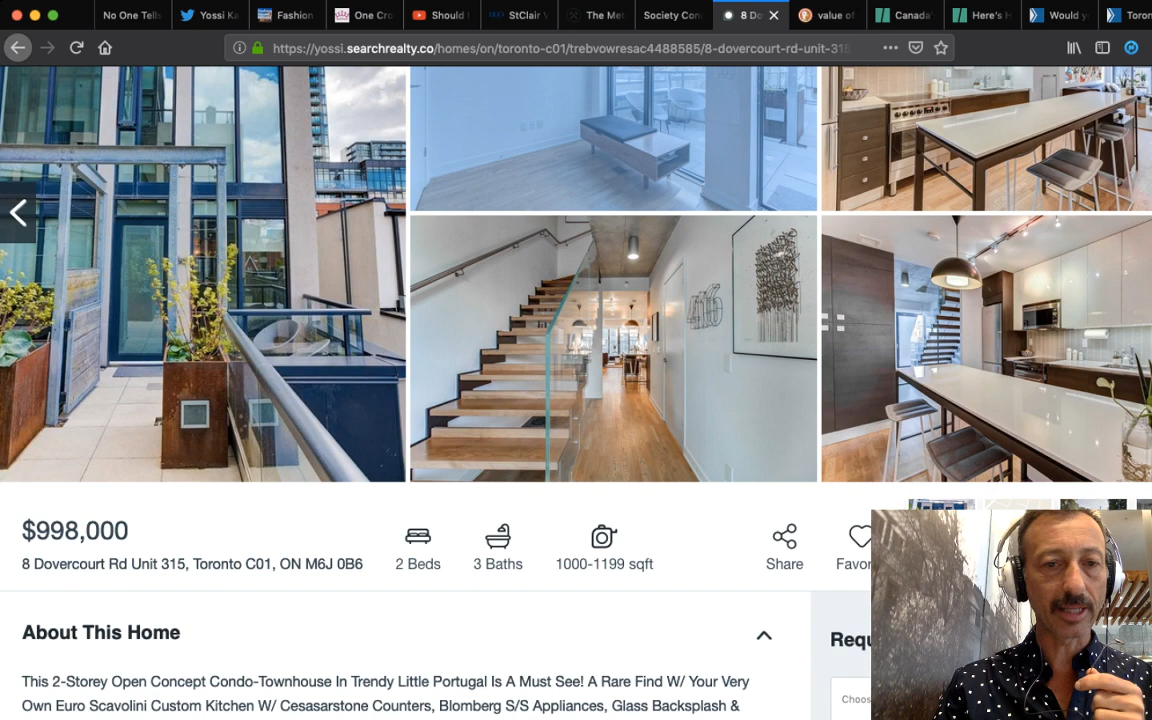 No One Tells
Yossi Ka
Fashion
One Cro
Should
StClair
The Met
Society Con
8 Do
value of
Canada'
Here's H
Would y
Toron
https://yossi.searchrealty.co/homes/on/toronto-c01/trebvowresac4488585/8-dovercourt-rd-unit-315
416
$998,000
8 Dovercourt Rd Unit 315, Toronto C01, ON M6J 0B6
2 Beds
3 Baths
1000-1199 sqft
Share
Favor
About This Home
Requ
This 2-Storey Open Concept Condo-Townhouse In Trendy Little Portugal Is A Must See! A Rare Find W/ Your Very
Own Euro Scavolini Custom Kitchen W/ Cesasarstone Counters, Blomberg S/S Appliances, Glass Backsplash &
Choos